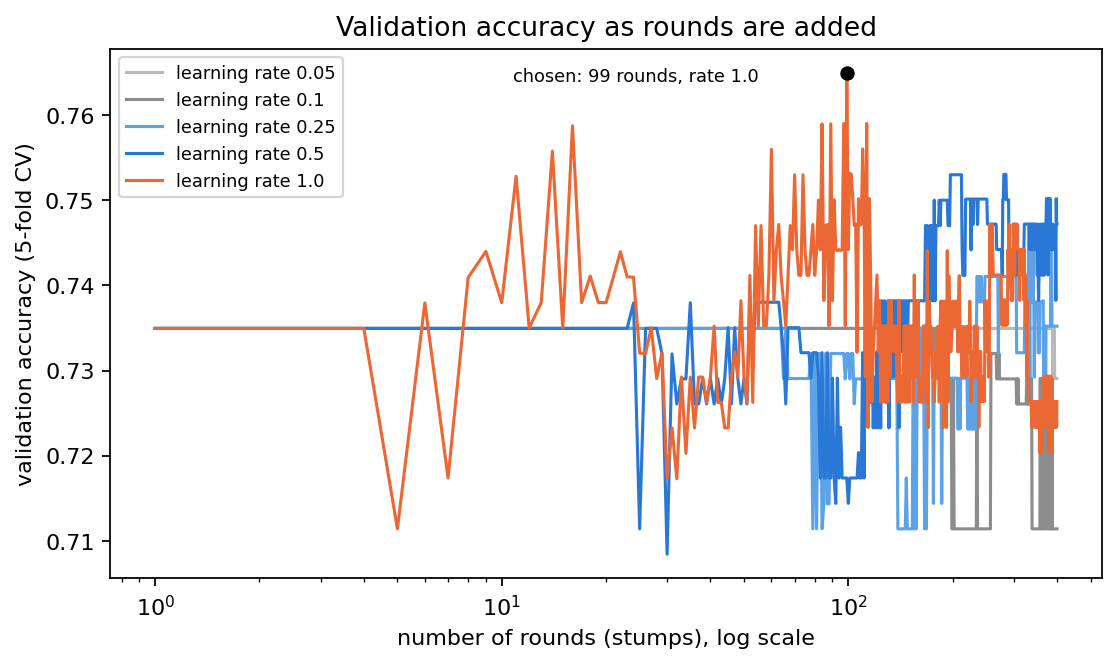 Validation accuracy as rounds are added
learning rate 0.05
learning rate 0.1
learning rate 0.25
learning rate 0.5
learning rate 1.0
chosen: 99 rounds, rate 1.0
validation accuracy (5-fold CV)
0.76
0.75
0.74
0.73
0.72
0.71
10⁰ 10¹ 10²
number of rounds (stumps), log scale